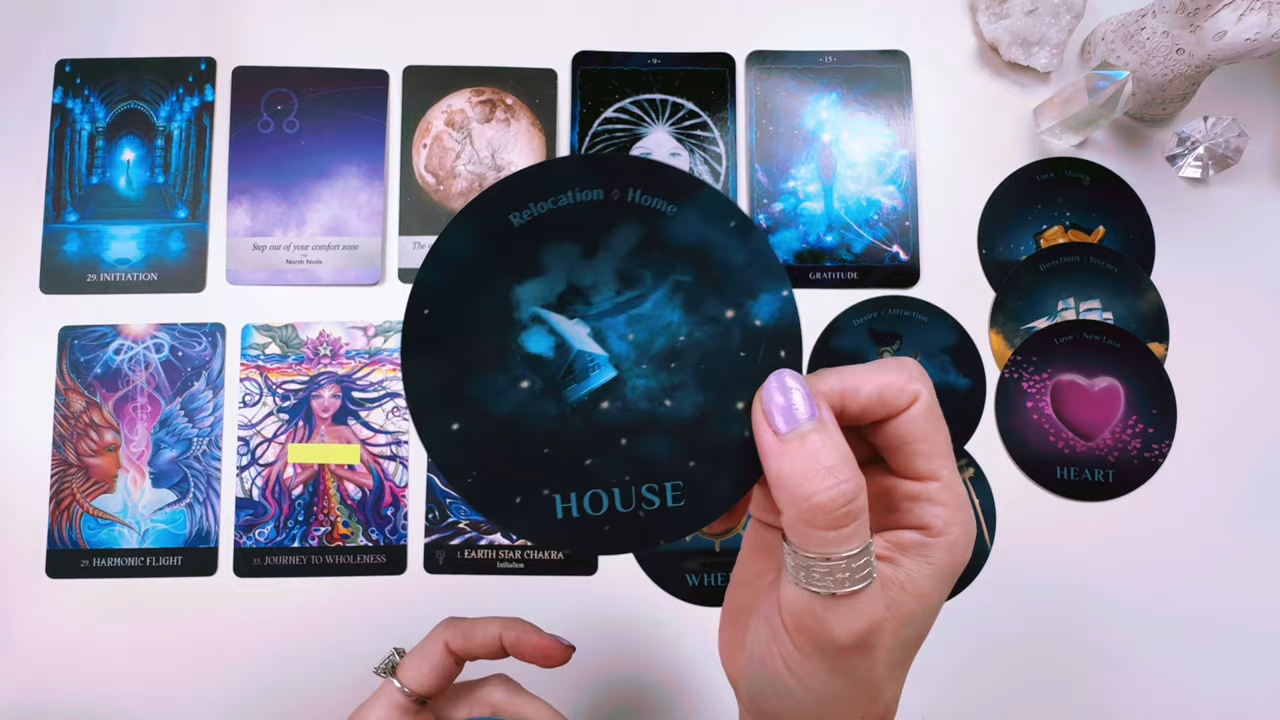 29. INITIATION
Step out of your comfort zone
North Node
The
• 9 •
• 15 •
GRATITUDE
Luck Money
Directions Journey
Love New Love
HEART
Desire Attraction
Relocation Home
HOUSE
29. HARMONIC FLIGHT
33. JOURNEY TO WHOLENESS
1. EARTH STAR CHAKRA
Initiation
WHE